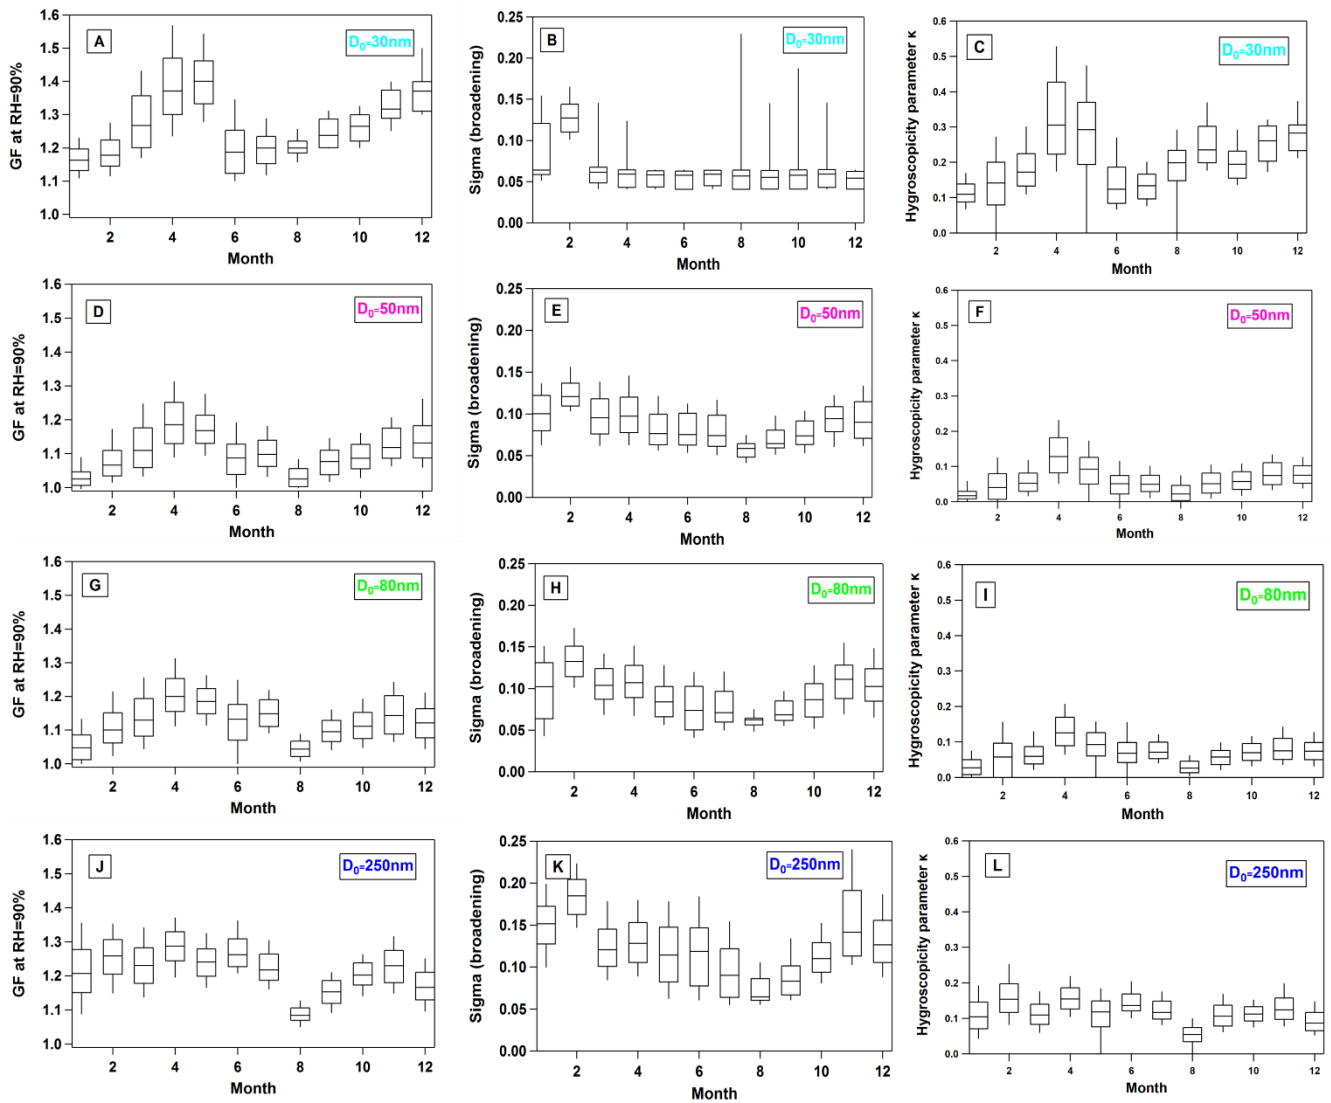 A
D₀=30nm
GF at RH=90%
1.6
1.5
1.4
1.3
1.2
1.1
1.0
2 4 6 8 10 12
Month
B
D₀=30nm
Sigma (broadening)
0.25
0.20
0.15
0.10
0.05
0.00
2 4 6 8 10 12
Month
C
D₀=30nm
Hygroscopicity parameter κ
0.6
0.5
0.4
0.3
0.2
0.1
0.0
2 4 6 8 10 12
Month
D
D₀=50nm
GF at RH=90%
1.6
1.5
1.4
1.3
1.2
1.1
1.0
2 4 6 8 10 12
Month
E
D₀=50nm
Sigma (broadening)
0.25
0.20
0.15
0.10
0.05
0.00
2 4 6 8 10 12
Month
F
D₀=50nm
Hygroscopicity parameter κ
0.6
0.5
0.4
0.3
0.2
0.1
0.0
2 4 6 8 10 12
Month
G
D₀=80nm
GF at RH=90%
1.6
1.5
1.4
1.3
1.2
1.1
1.0
2 4 6 8 10 12
Month
H
D₀=80nm
Sigma (broadening)
0.25
0.20
0.15
0.10
0.05
0.00
2 4 6 8 10 12
Month
I
D₀=80nm
Hygroscopicity parameter κ
0.6
0.5
0.4
0.3
0.2
0.1
0.0
2 4 6 8 10 12
Month
J
D₀=250nm
GF at RH=90%
1.6
1.5
1.4
1.3
1.2
1.1
1.0
2 4 6 8 10 12
Month
K
D₀=250nm
Sigma (broadening)
0.25
0.20
0.15
0.10
0.05
0.00
2 4 6 8 10 12
Month
L
D₀=250nm
Hygroscopicity parameter κ
0.6
0.5
0.4
0.3
0.2
0.1
0.0
2 4 6 8 10 12
Month